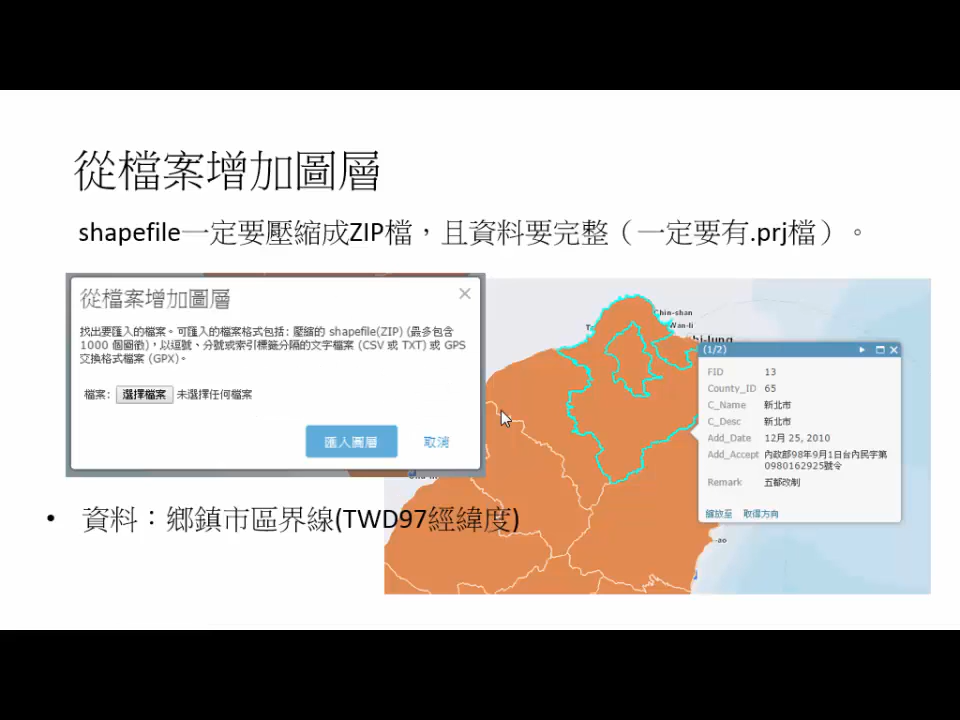 從檔案增加圖層
shapefile一定要壓縮成ZIP檔，且資料要完整（一定要有.prj檔）。
從檔案增加圖層
找出要匯入的檔案。可匯入的檔案格式包括: 壓縮的 shapefile(ZIP) (最多包含
1000 個圖徵)，以逗號、分號或索引標籤分隔的文字檔案 (CSV 或 TXT) 或 GPS
交換格式檔案 (GPX)。
檔案: 選擇檔案 未選擇任何檔案
匯入圖層 取消
Chin-shan
Wan-li
(1/2)
FID 13
County_ID 65
C_Name 新北市
C_Desc 新北市
Add_Date 12月 25, 2010
Add_Accept 內政部98年9月1日台內民字第
0980162925號令
Remark 五都改制
縮放至 取得方向
• 資料：鄉鎮市區界線(TWD97經緯度)